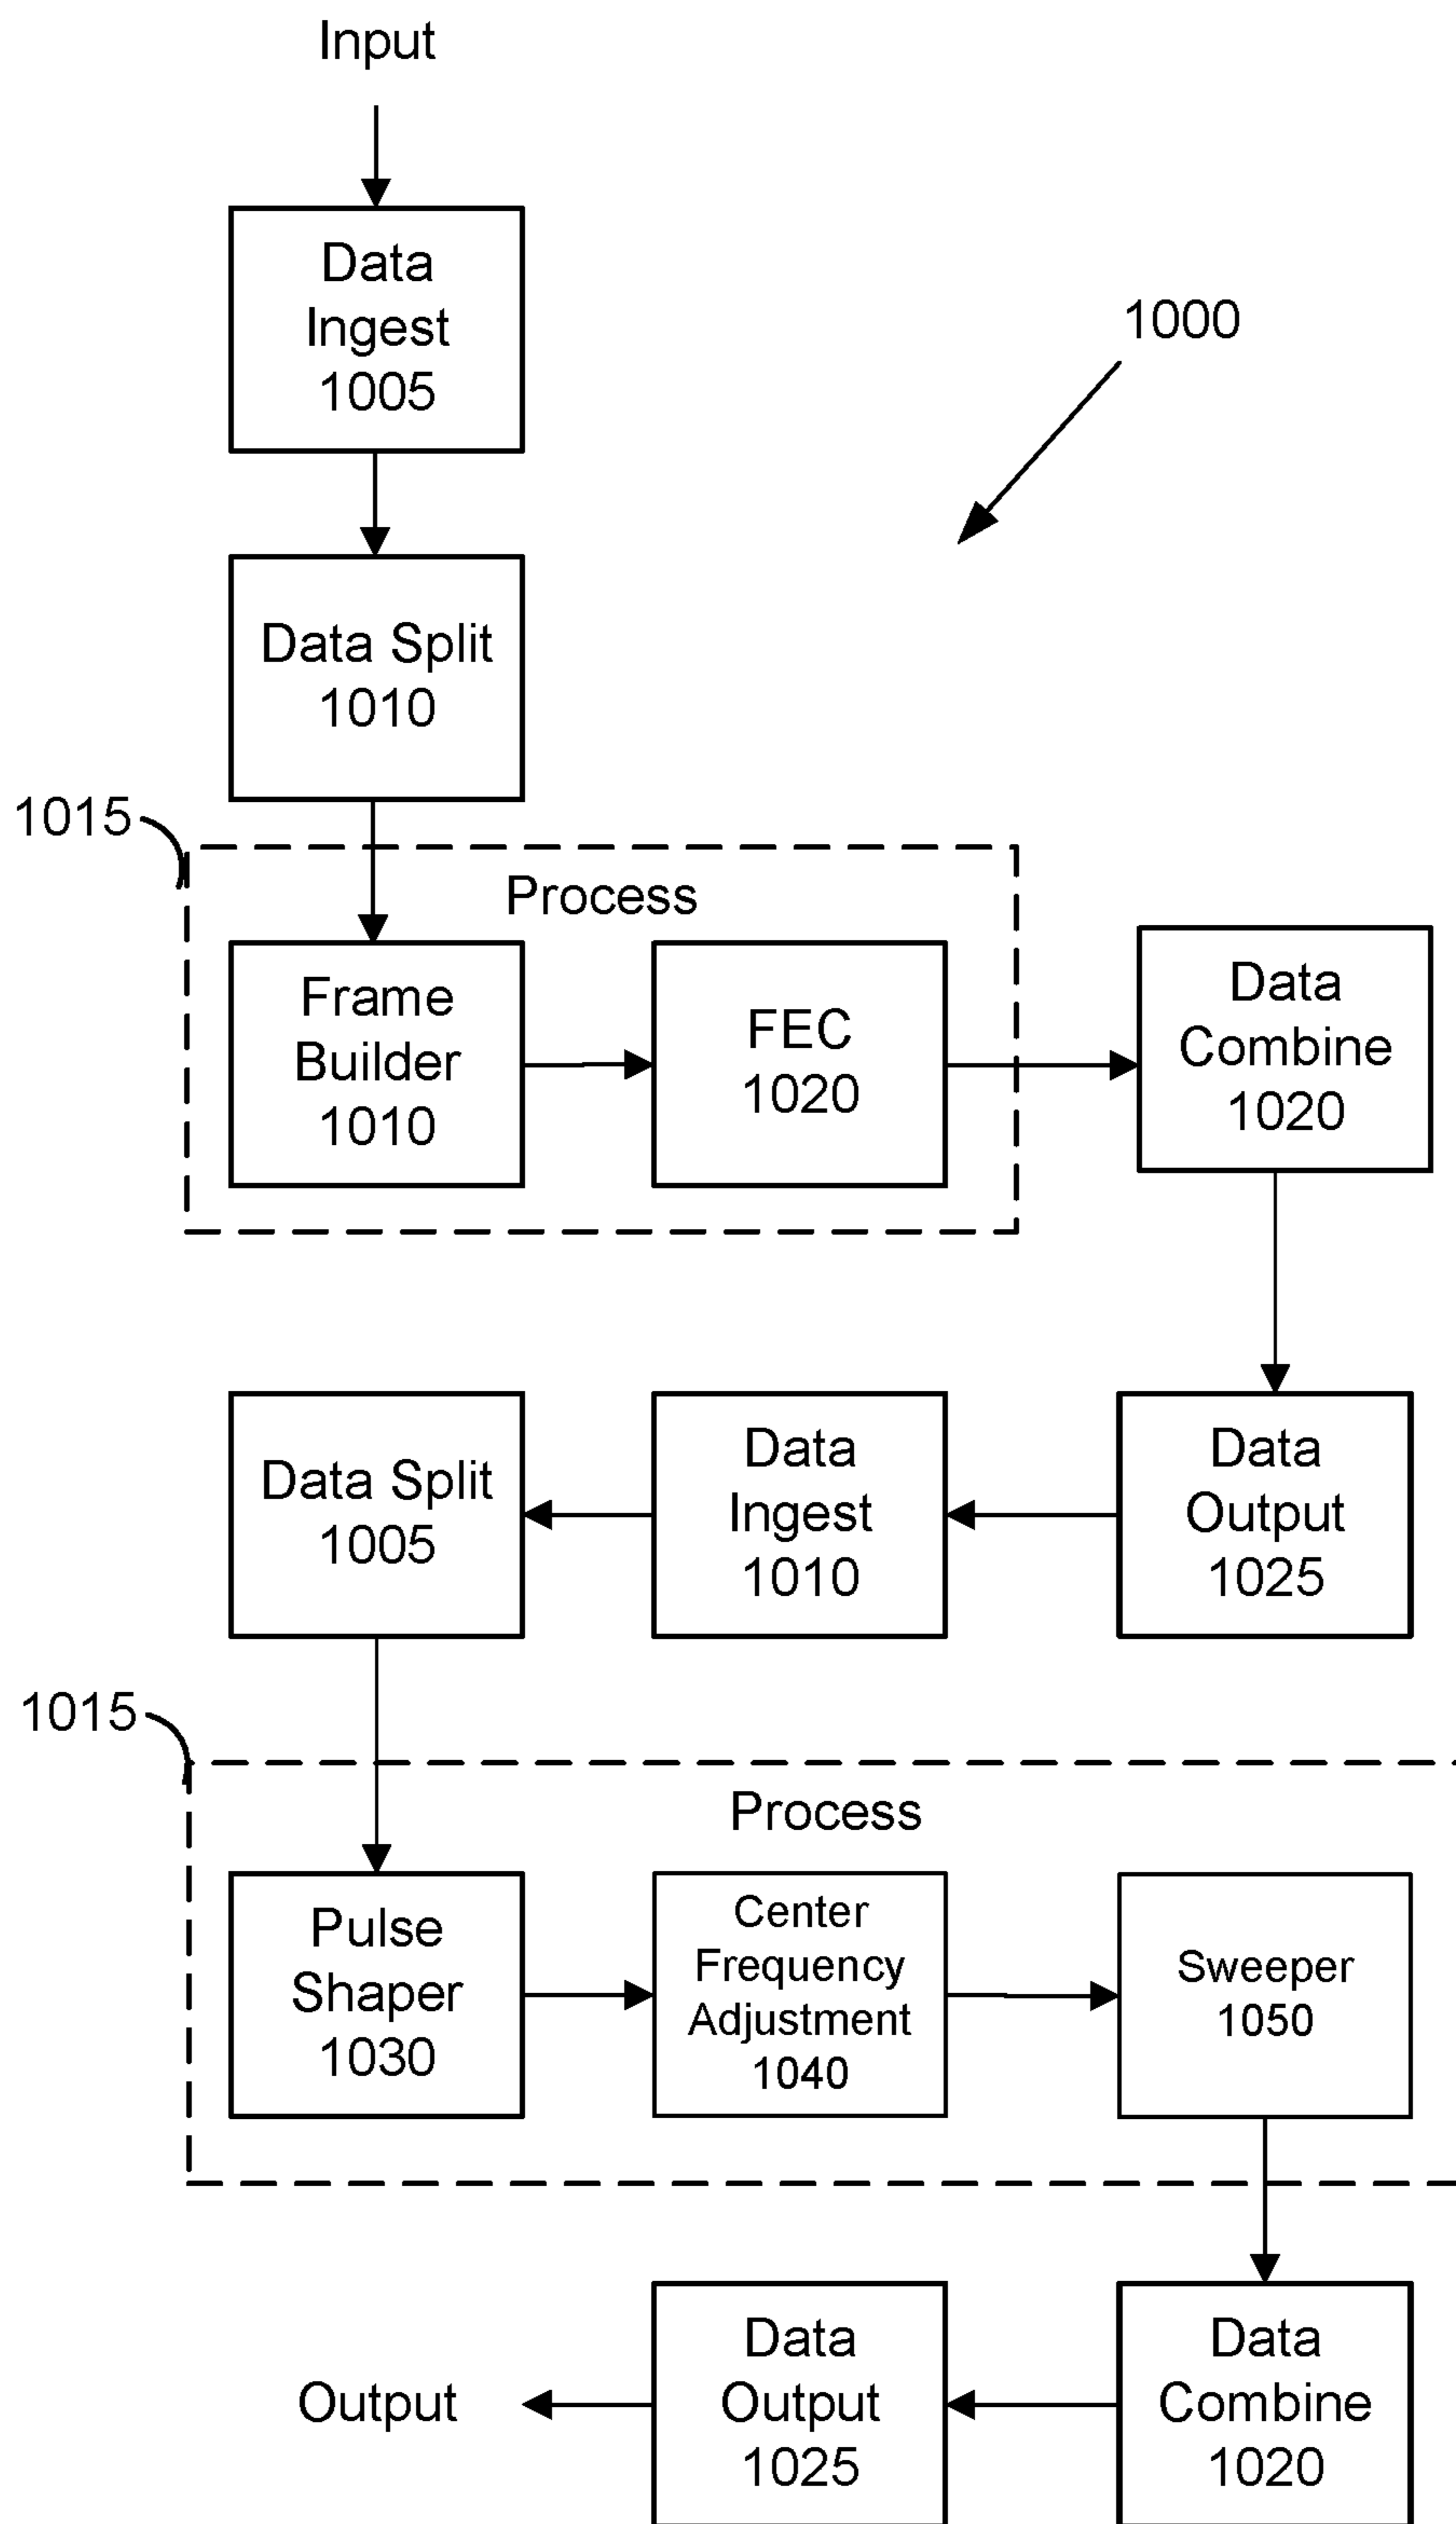 Input
Data
Ingest
1005
1000
Data Split
1010
1015
Process
Frame
Builder
1010
FEC
1020
Data
Combine
1020
Data Split
1005
Data
Ingest
1010
Data
Output
1025
1015
Process
Pulse
Shaper
1030
Center
Frequency
Adjustment
1040
Sweeper
1050
Output
Data
Output
1025
Data
Combine
1020